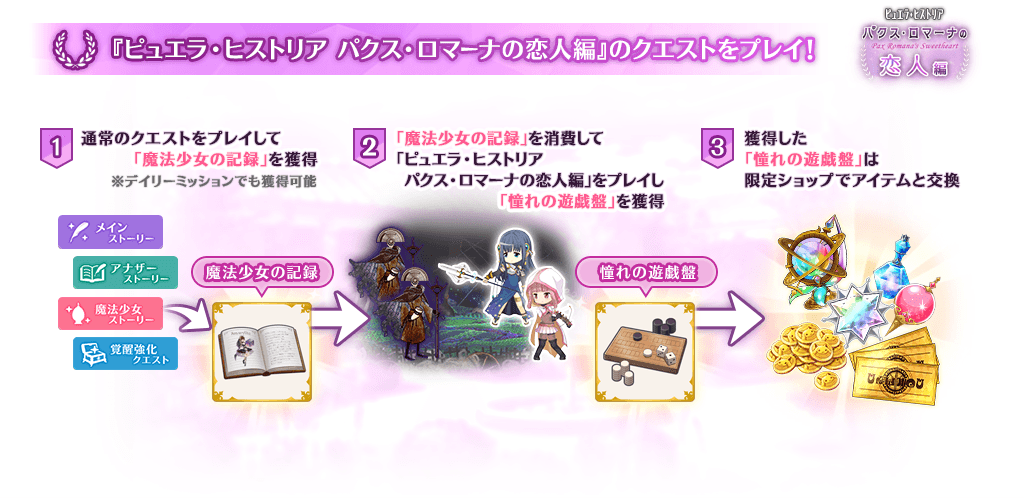 『ピュエラ・ヒストリア パクス・ロマーナの恋人編』のクエストをプレイ!
ピュエラ・ヒストリア
パクス・ロマーナの
Pax Romana's Sweetheart
恋人編
1
通常のクエストをプレイして
「魔法少女の記録」を獲得
※デイリーミッションでも獲得可能
メイン
ストーリー
アナザー
ストーリー
魔法少女
ストーリー
覚醒強化
クエスト
魔法少女の記録
2
「魔法少女の記録」を消費して
「ピュエラ・ヒストリア
パクス・ロマーナの恋人編」をプレイし
「憧れの遊戯盤」を獲得
憧れの遊戯盤
3
獲得した
「憧れの遊戯盤」は
限定ショップでアイテムと交換